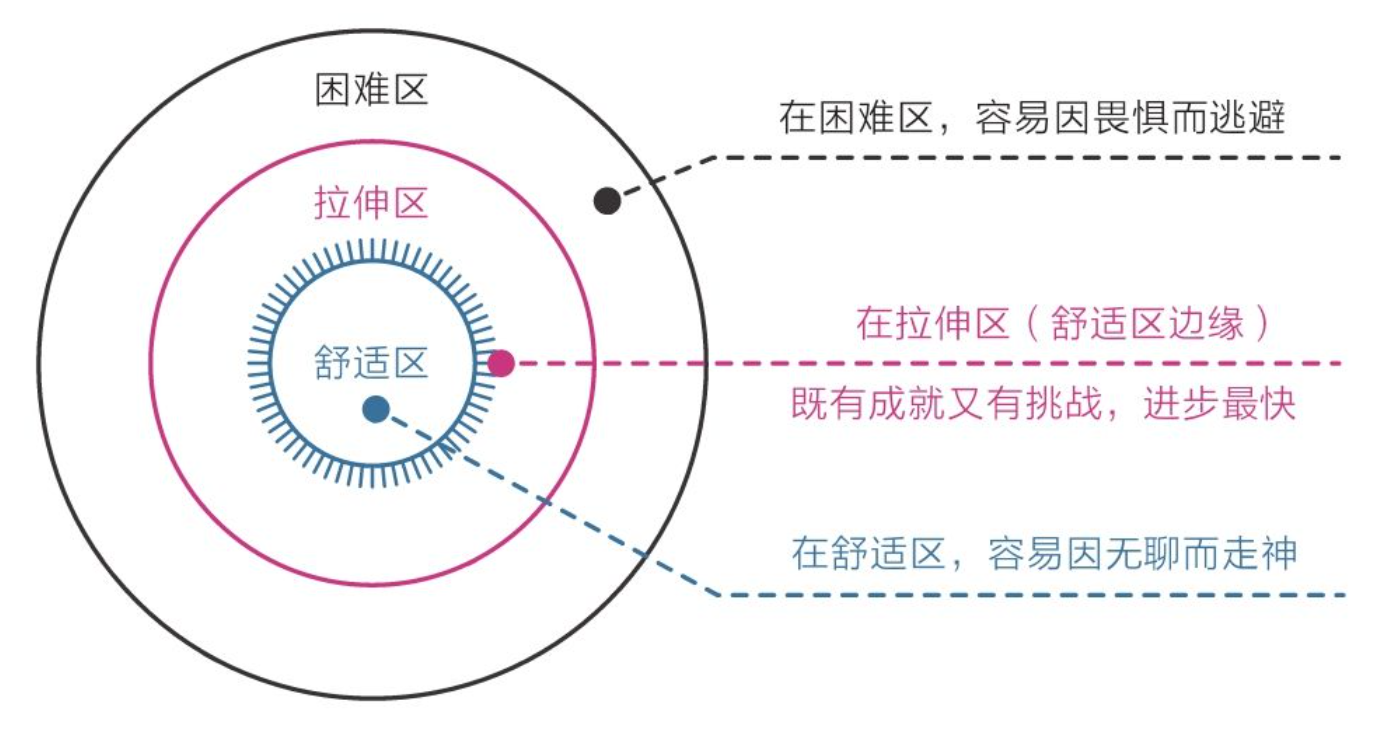 困难区
在困难区，容易因畏惧而逃避
拉伸区
在拉伸区（舒适区边缘）
舒适区
既有成就又有挑战，进步最快
在舒适区，容易因无聊而走神